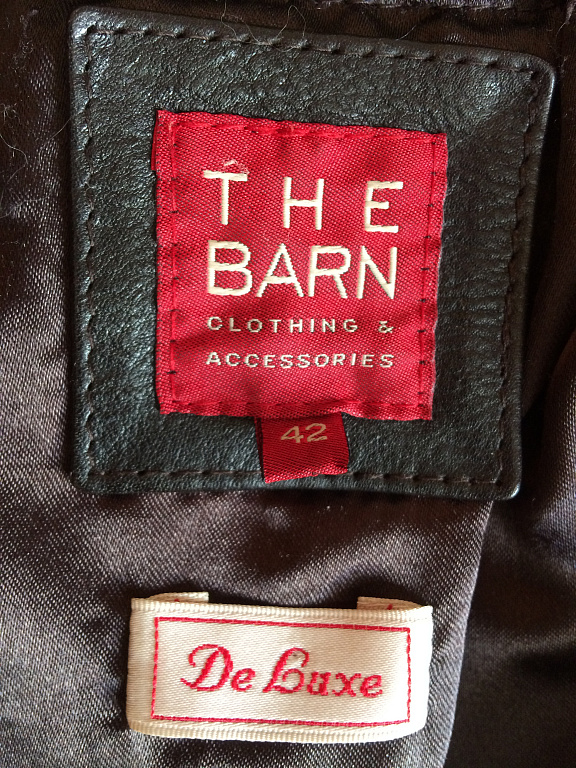 THE
BARN
CLOTHING &
ACCESSORIES
42
De Luxe